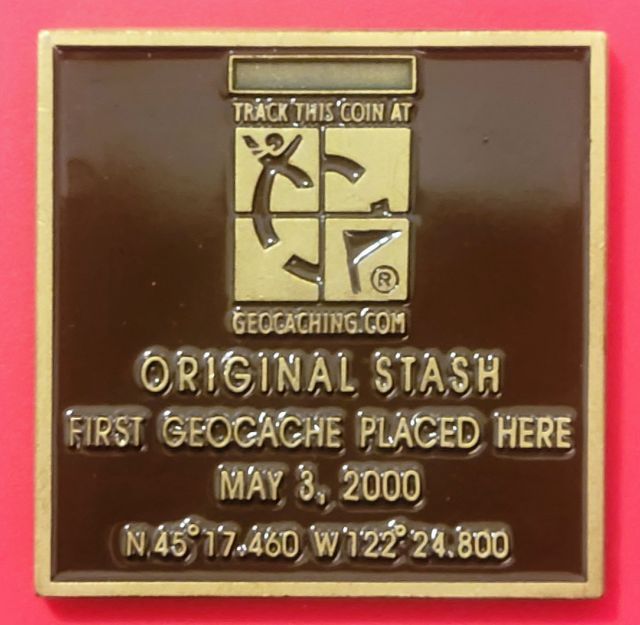 TRACK THIS COIN AT
®
GEOCACHING.COM
ORIGINAL STASH
FIRST GEOCACHE PLACED HERE
MAY 3, 2000
N.45°17.460 W122°24.800